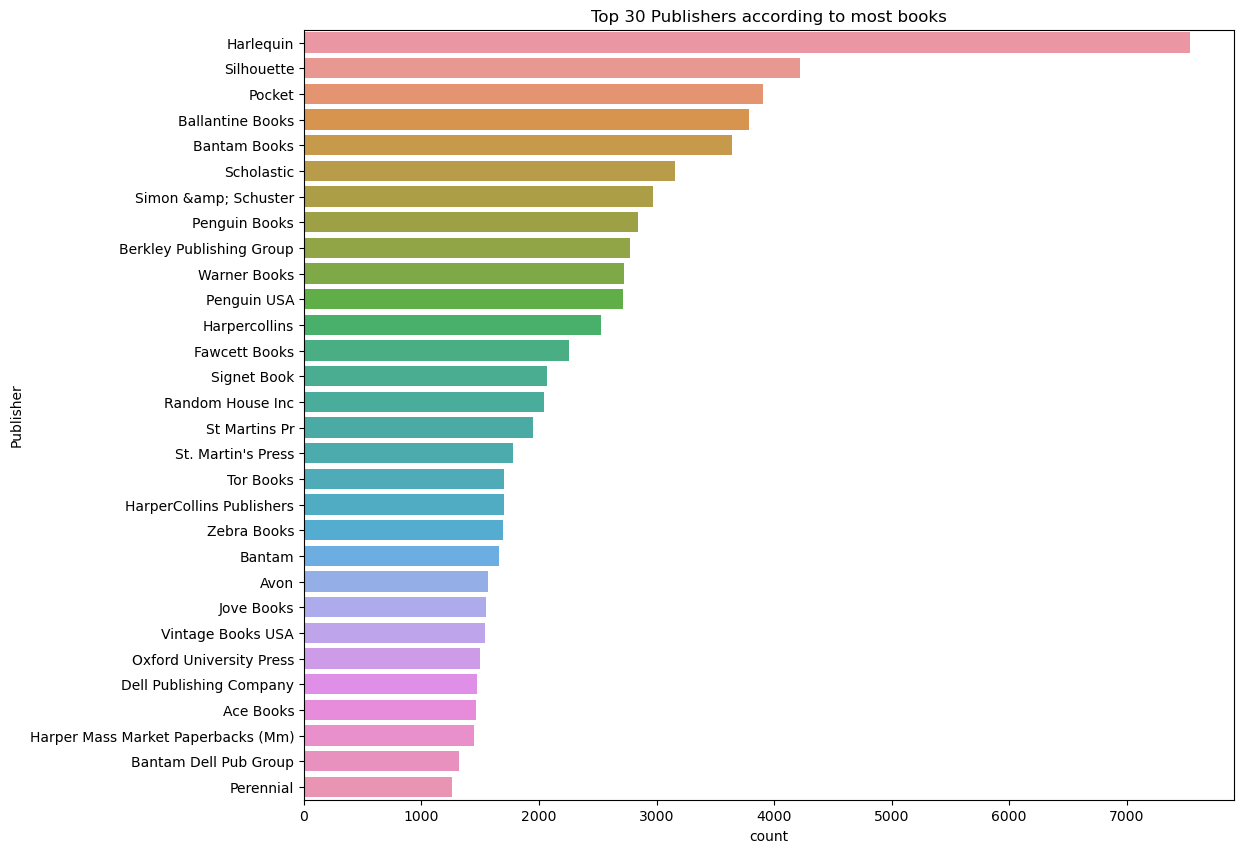 Top 30 Publishers according to most books
Harlequin
Silhouette
Pocket
Ballantine Books
Bantam Books
Scholastic
Simon &amp; Schuster
Penguin Books
Berkley Publishing Group
Warner Books
Penguin USA
Harpercollins
Fawcett Books
Signet Book
Random House Inc
St Martins Pr
St. Martin's Press
Tor Books
HarperCollins Publishers
Zebra Books
Bantam
Avon
Jove Books
Vintage Books USA
Oxford University Press
Dell Publishing Company
Ace Books
Harper Mass Market Paperbacks (Mm)
Bantam Dell Pub Group
Perennial
Publisher
0 1000 2000 3000 4000 5000 6000 7000
count